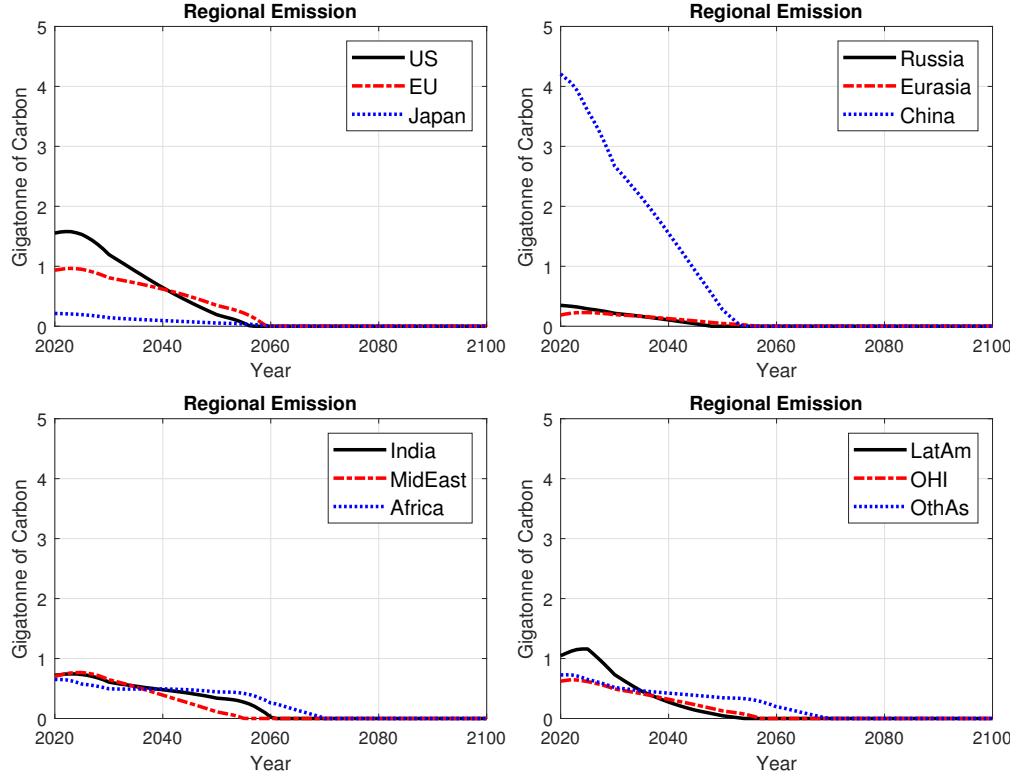 Regional Emission
5
4
3
2
1
0
Gigatonne of Carbon
US
EU
Japan
2020 2040 2060 2080 2100
Year
Regional Emission
5
4
3
2
1
0
Gigatonne of Carbon
Russia
Eurasia
China
2020 2040 2060 2080 2100
Year
Regional Emission
5
4
3
2
1
0
Gigatonne of Carbon
India
MidEast
Africa
2020 2040 2060 2080 2100
Year
Regional Emission
5
4
3
2
1
0
Gigatonne of Carbon
LatAm
OHI
OthAs
2020 2040 2060 2080 2100
Year